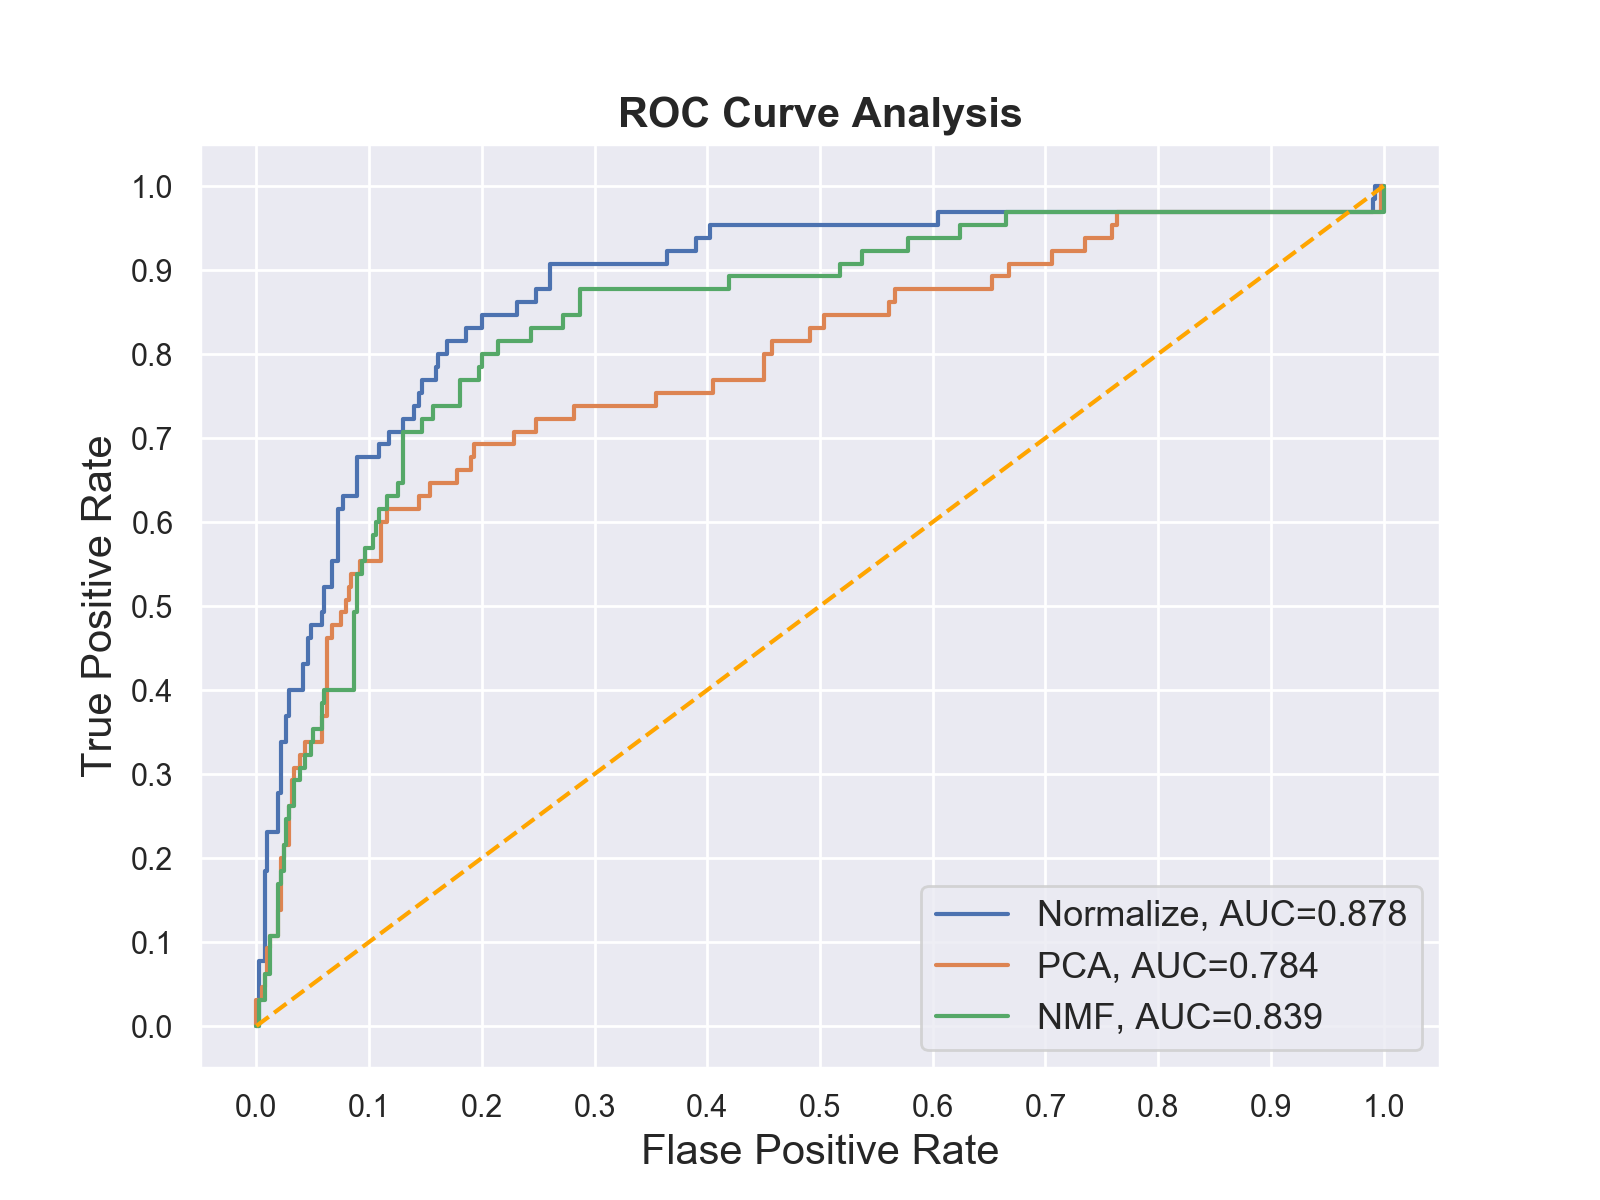 ROC Curve Analysis
True Positive Rate
1.0
0.9
0.8
0.7
0.6
0.5
0.4
0.3
0.2
0.1
0.0
Normalize, AUC=0.878
PCA, AUC=0.784
NMF, AUC=0.839
0.0 0.1 0.2 0.3 0.4 0.5 0.6 0.7 0.8 0.9 1.0
Flase Positive Rate